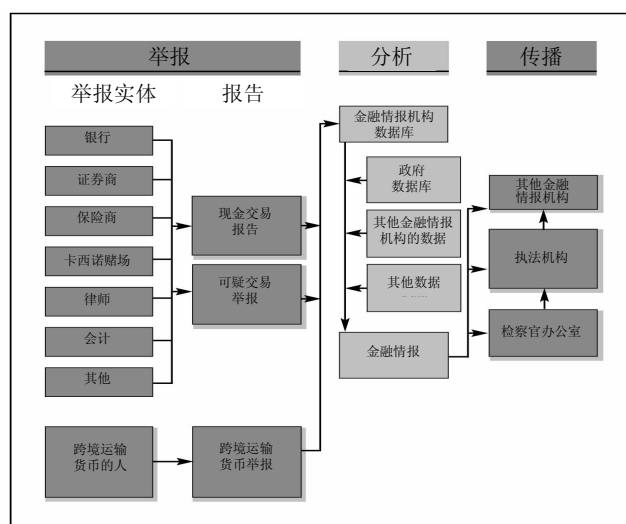 举报
分析
传播
举报实体
报告
银行
证券商
保险商
卡西诺赌场
律师
会计
其他
跨境运输
货币的人
现金交易
报告
可疑交易
举报
跨境运输
货币举报
金融情报机构
数据库
政府
数据库
其他金融情报
机构的数据
其他数据
金融情报
其他金融
情报机构
执法机构
检察官办公室